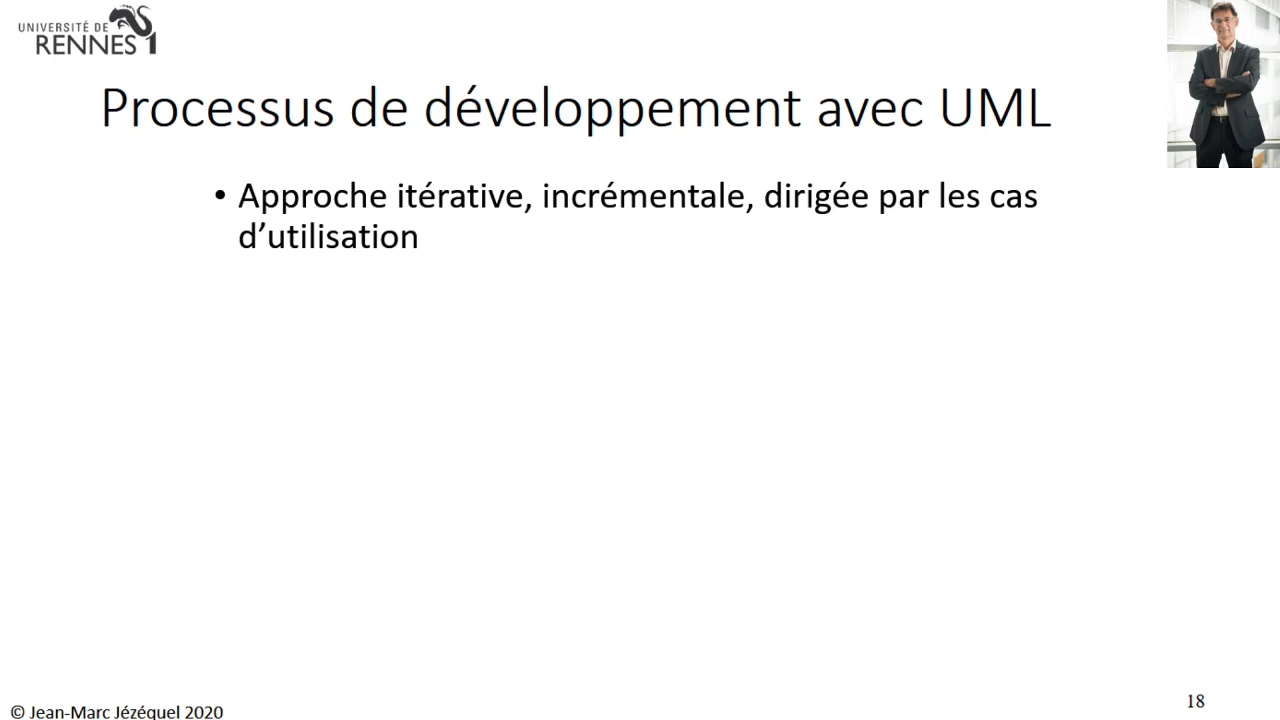 UNIVERSITÉ DE
RENNES 1
Processus de développement avec UML
• Approche itérative, incrémentale, dirigée par les cas
d’utilisation
18
© Jean-Marc Jézéquel 2020